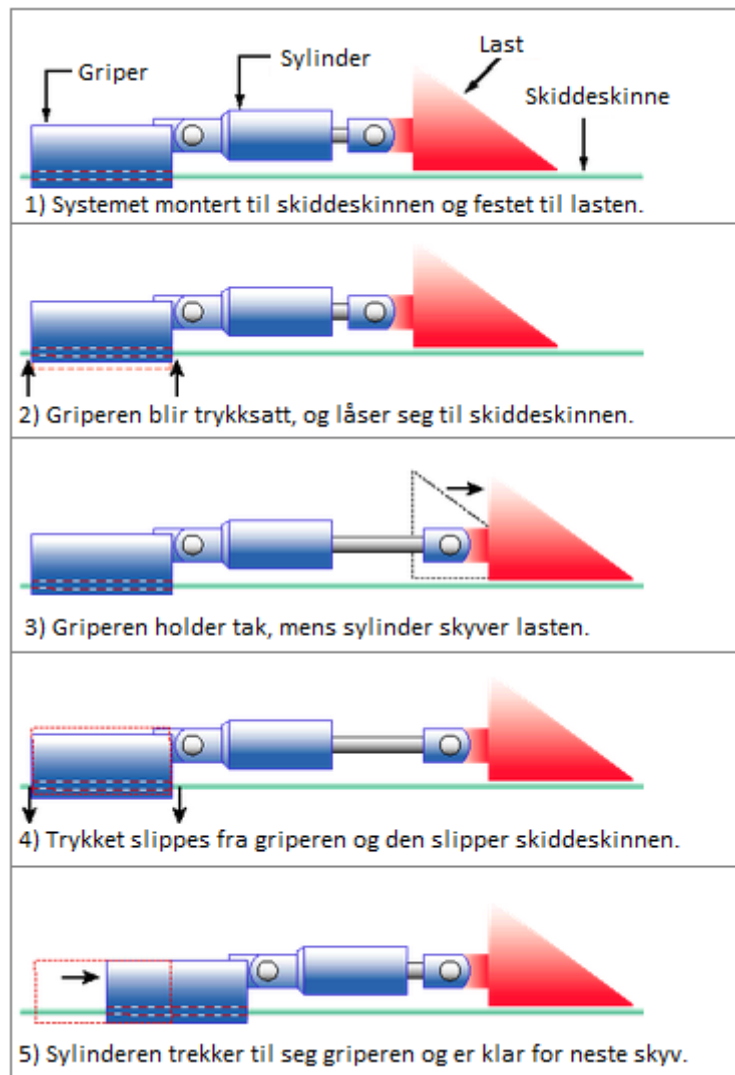 Griper
Sylinder
Last
Skiddeskinne
1) Systemet montert til skiddeskinnen og festet til lasten.
2) Griperen blir trykksatt, og låser seg til skiddeskinnen.
3) Griperen holder tak, mens sylinder skyver lasten.
4) Trykket slippes fra griperen og den slipper skiddeskinnen.
5) Sylinderen trekker til seg griperen og er klar for neste skyv.